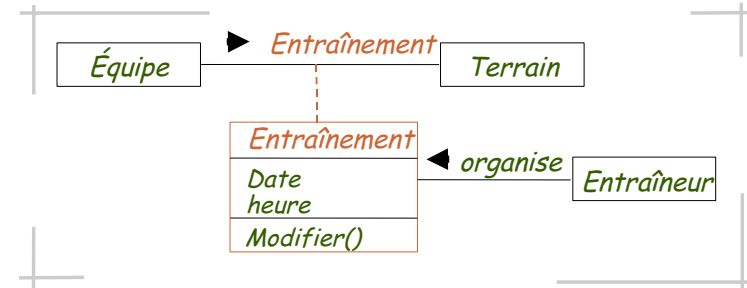 Entraînement
Équipe
Terrain
Entraînement
Date
heure
Modifier()
organise
Entraîneur